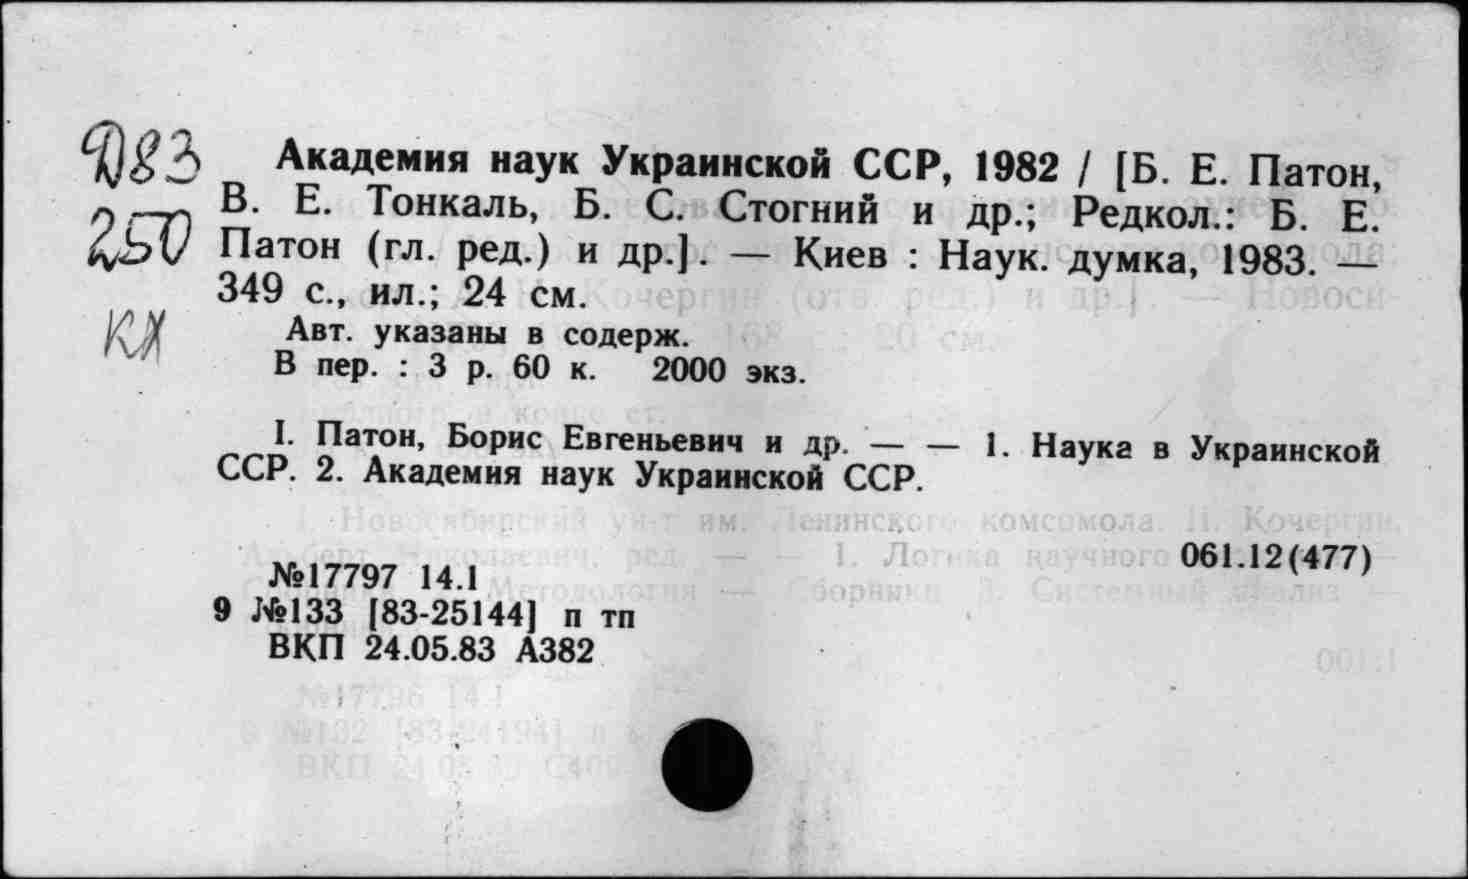 Д83
250
КХ
Академия наук Украинской ССР, 1982 / [Б. Е. Патон,
В. Е. Тонкаль, Б. С. Стогний и др.; Редкол.: Б. Е.
Патон (гл. ред.) и др.]. — Киев : Наук. думка, 1983. —
349 с., ил.; 24 см.
Авт. указаны в содерж.
В пер. : 3 р. 60 к. 2000 экз.
I. Патон, Борис Евгеньевич и др. — — 1. Наука в Украинской
ССР. 2. Академия наук Украинской ССР.
061.12(477)
№17797 14.1
9 №133 [83-25144] п тп
ВКП 24.05.83 А382